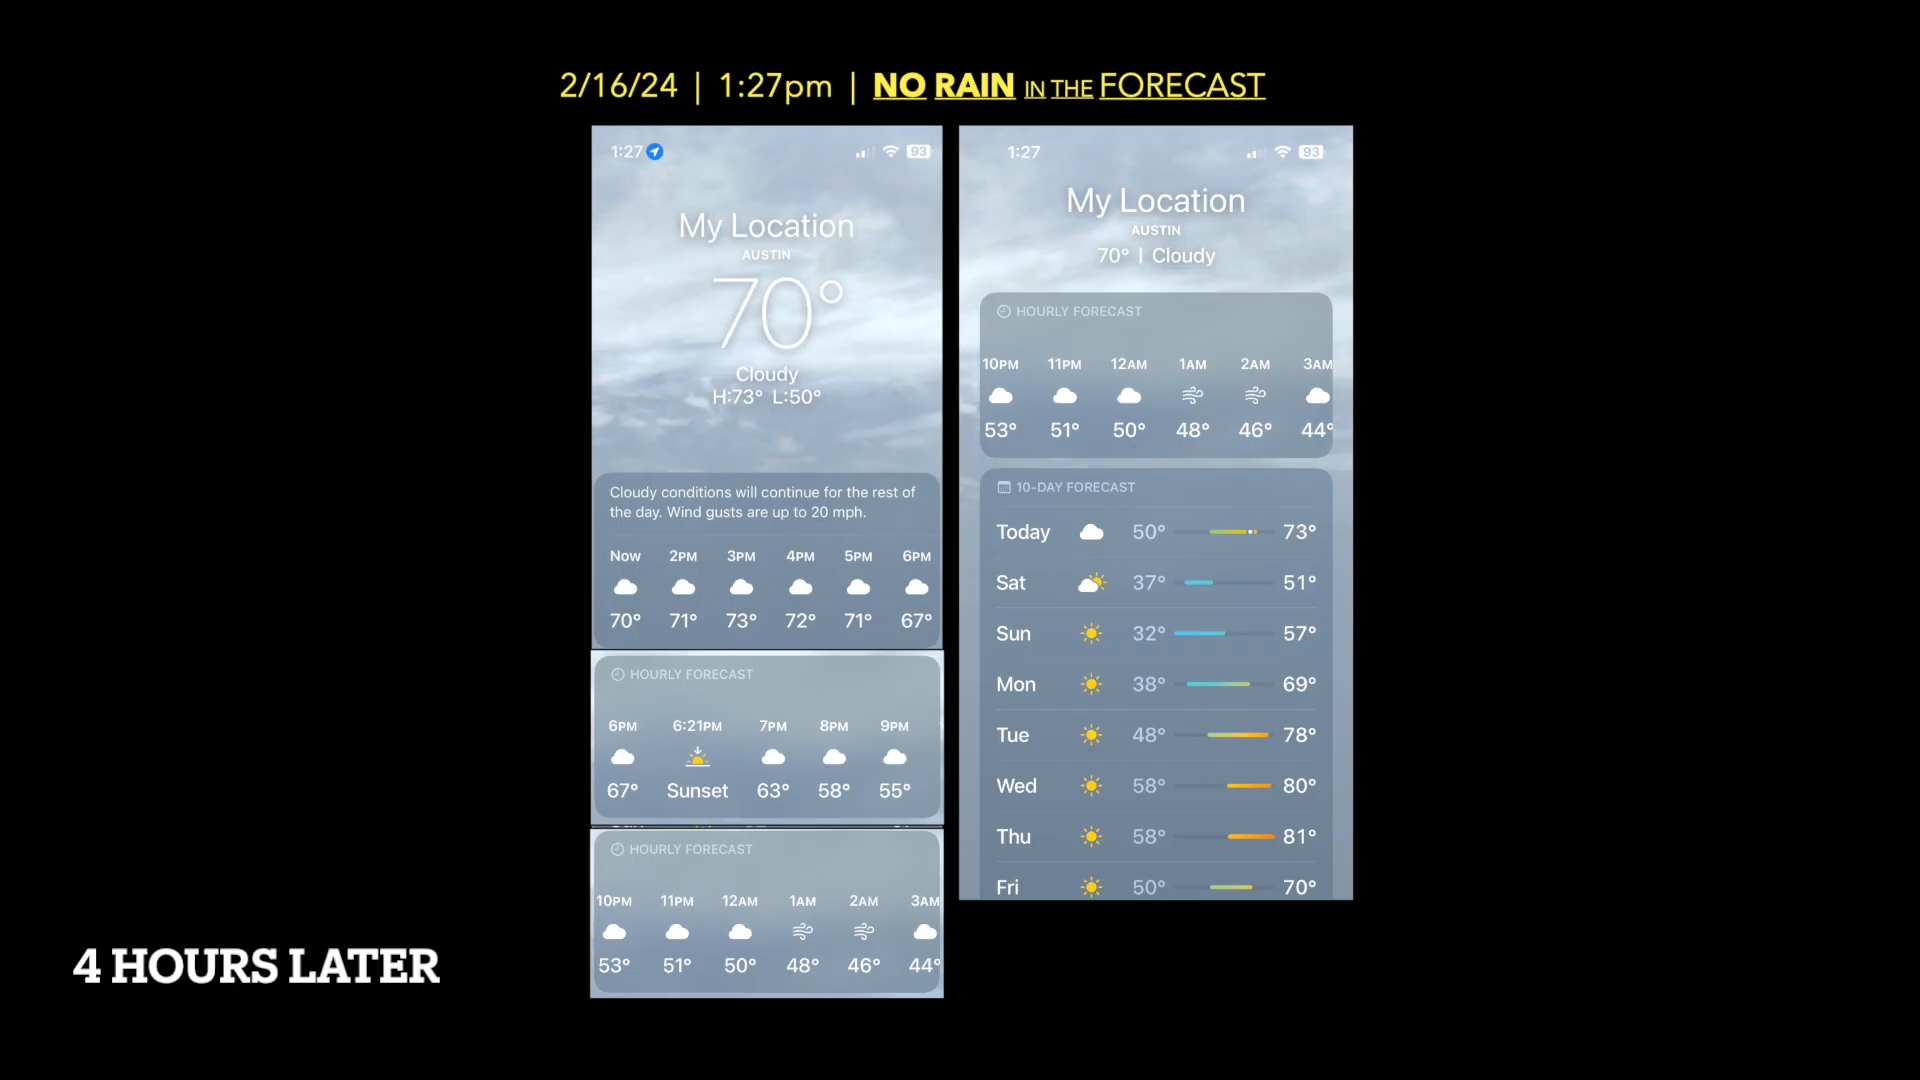 2/16/24 | 1:27pm | NO RAIN IN THE FORECAST
1:27
93
My Location
AUSTIN
70°
Cloudy
H:73° L:50°
Cloudy conditions will continue for the rest of
the day. Wind gusts are up to 20 mph.
Now 2PM 3PM 4PM 5PM 6PM
70° 71° 73° 72° 71° 67°
HOURLY FORECAST
6PM 6:21PM 7PM 8PM 9PM
67° Sunset 63° 58° 55°
HOURLY FORECAST
10PM 11PM 12AM 1AM 2AM 3AM
53° 51° 50° 48° 46° 44°
1:27
93
My Location
AUSTIN
70° | Cloudy
HOURLY FORECAST
10PM 11PM 12AM 1AM 2AM 3AM
53° 51° 50° 48° 46° 44°
10-DAY FORECAST
Today 50° 73°
Sat 37° 51°
Sun 32° 57°
Mon 38° 69°
Tue 48° 78°
Wed 58° 80°
Thu 58° 81°
Fri 50° 70°
4 HOURS LATER